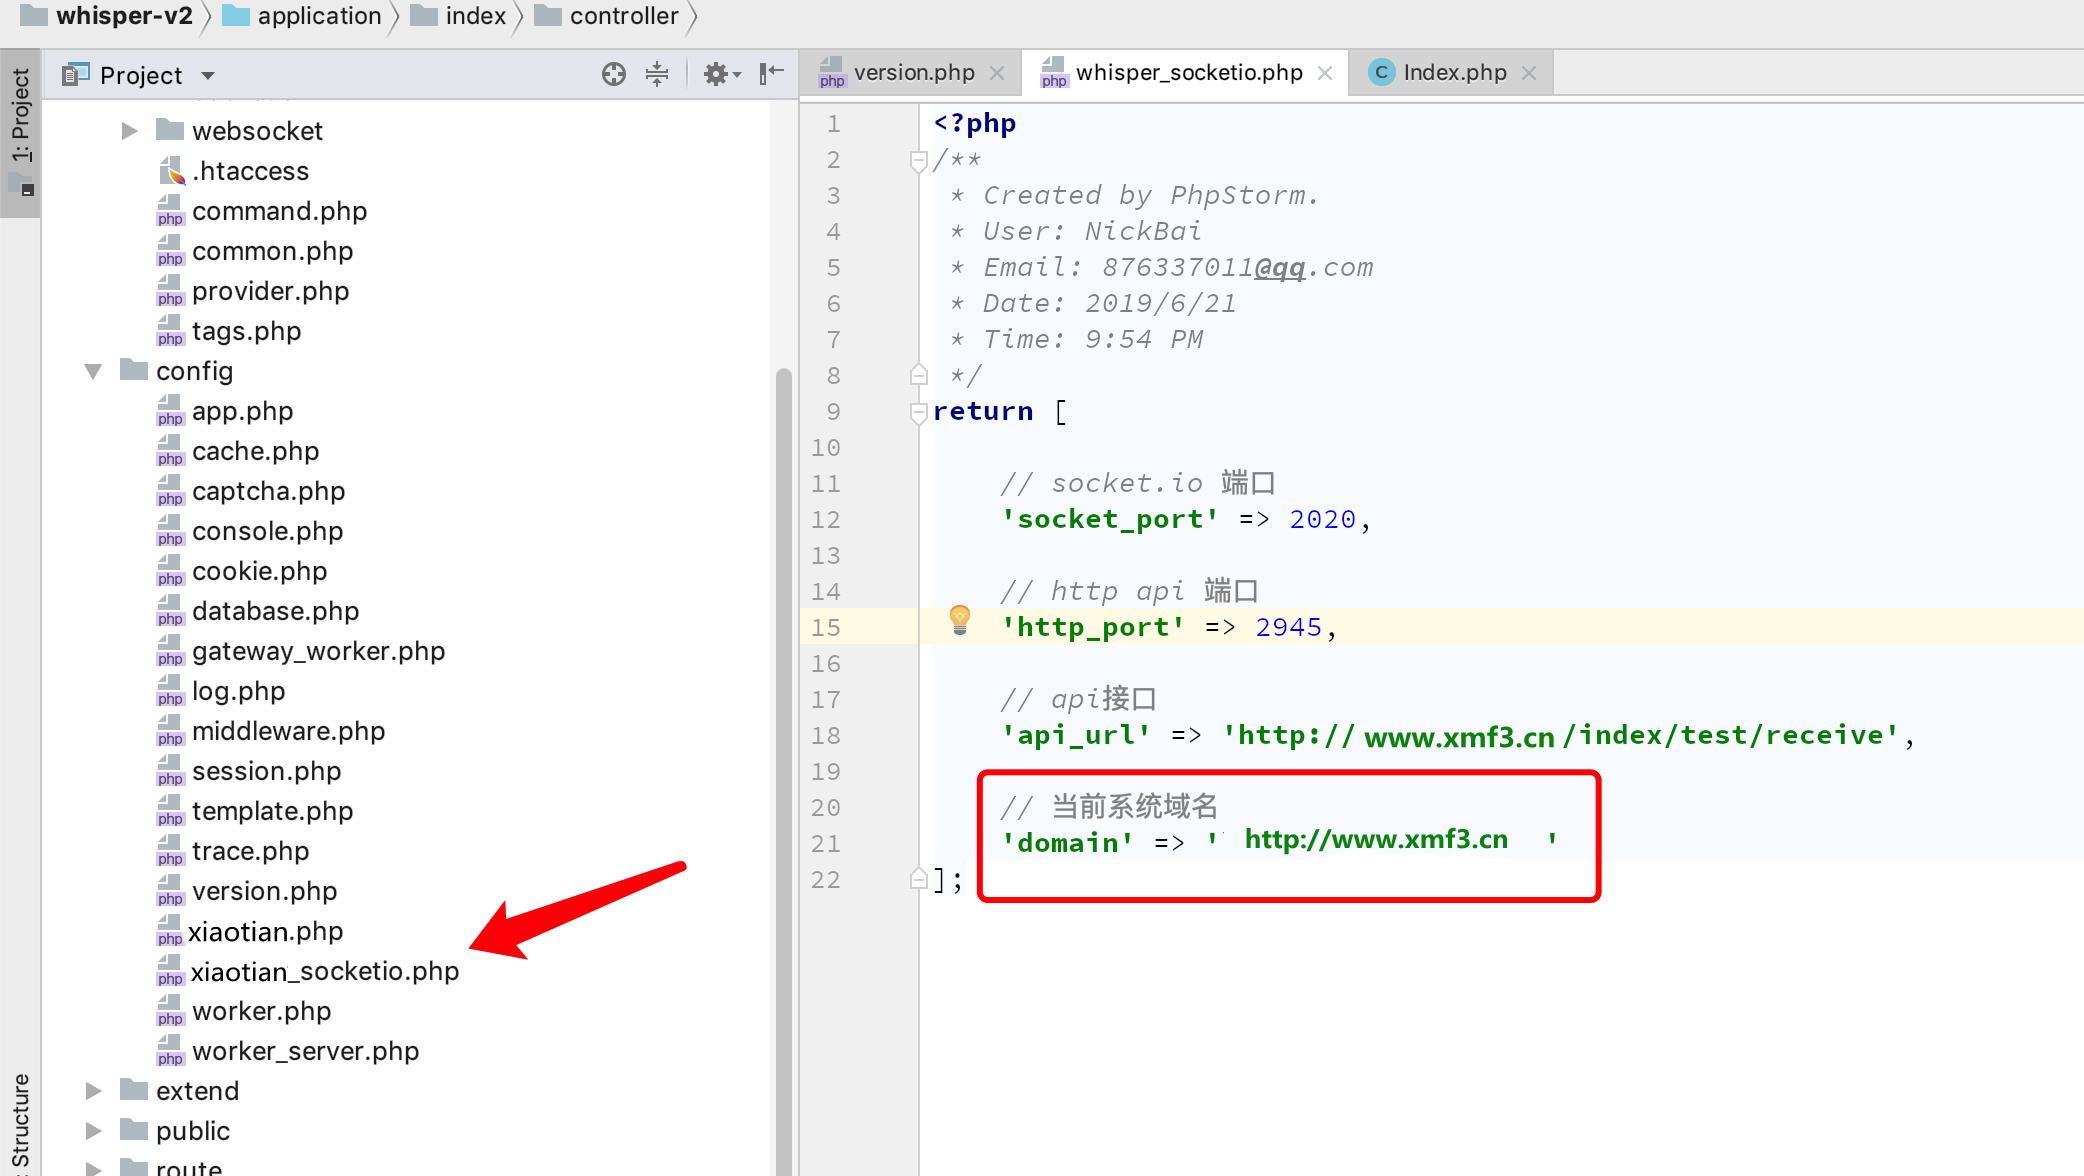 whisper-v2 application index controller
1: Project
Project
version.php whisper_socketio.php Index.php
websocket
.htaccess
command.php
common.php
provider.php
tags.php
config
app.php
cache.php
captcha.php
console.php
cookie.php
database.php
gateway_worker.php
log.php
middleware.php
session.php
template.php
trace.php
version.php
xiaotian.php
xiaotian_socketio.php
worker.php
worker_server.php
extend
public
route
Structure
1 <?php
2 /**
3 * Created by PhpStorm.
4 * User: NickBai
5 * Email: 876337011@qq.com
6 * Date: 2019/6/21
7 * Time: 9:54 PM
8 */
9 return [
10
11 // socket.io 端口
12 'socket_port' => 2020,
13
14 // http api 端口
15 'http_port' => 2945,
16
17 // api接口
18 'api_url' => 'http:// www.xmf3.cn /index/test/receive',
19
20 // 当前系统域名
21 'domain' => ' http://www.xmf3.cn '
22 ];